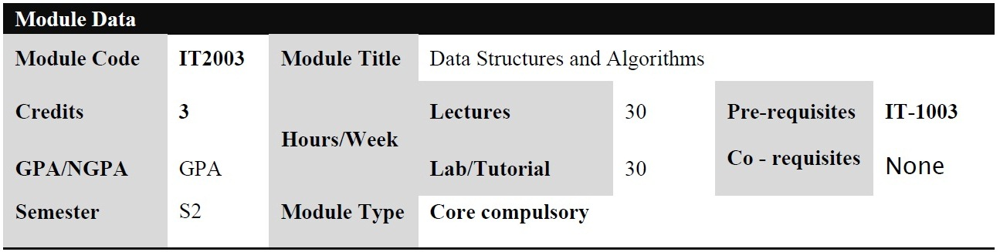 Module Data
Module Code IT2003 Module Title Data Structures and Algorithms
Credits 3 Hours/Week Lectures 30 Pre-requisites IT-1003
GPA/NGPA GPA Lab/Tutorial 30 Co - requisites None
Semester S2 Module Type Core compulsory